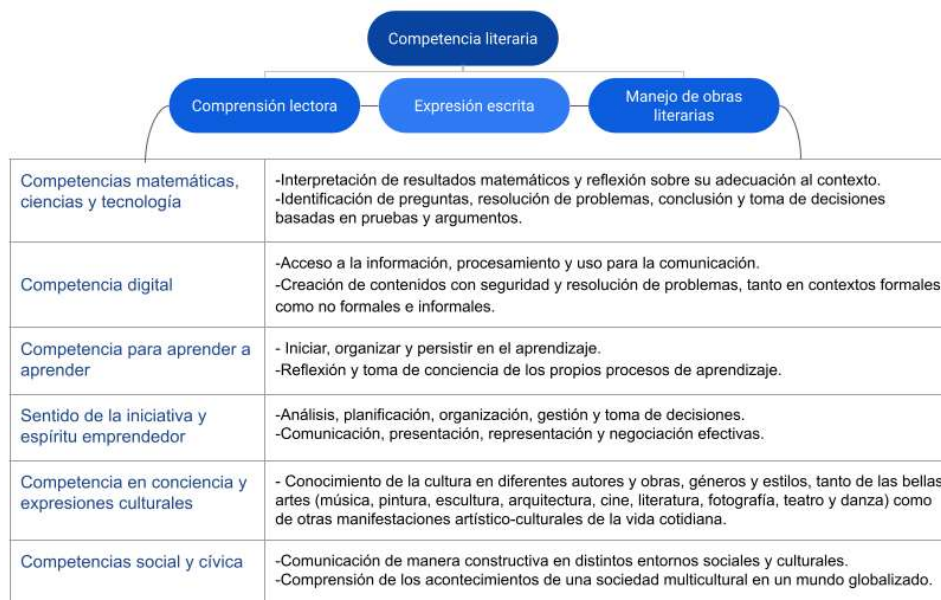 Competencia literaria
Comprensión lectora
Expresión escrita
Manejo de obras
literarias
Competencias matemáticas,
ciencias y tecnología
-Interpretación de resultados matemáticos y reflexión sobre su adecuación al contexto.
-Identificación de preguntas, resolución de problemas, conclusión y toma de decisiones
basadas en pruebas y argumentos.
Competencia digital
-Acceso a la información, procesamiento y uso para la comunicación.
-Creación de contenidos con seguridad y resolución de problemas, tanto en contextos formales
como no formales e informales.
Competencia para aprender a
aprender
- Iniciar, organizar y persistir en el aprendizaje.
-Reflexión y toma de conciencia de los propios procesos de aprendizaje.
Sentido de la iniciativa y
espíritu emprendedor
-Análisis, planificación, organización, gestión y toma de decisiones.
-Comunicación, presentación, representación y negociación efectivas.
Competencia en conciencia y
expresiones culturales
- Conocimiento de la cultura en diferentes autores y obras, géneros y estilos, tanto de las bellas
artes (música, pintura, escultura, arquitectura, cine, literatura, fotografía, teatro y danza) como
de otras manifestaciones artístico-culturales de la vida cotidiana.
Competencias social y cívica
-Comunicación de manera constructiva en distintos entornos sociales y culturales.
-Comprensión de los acontecimientos de una sociedad multicultural en un mundo globalizado.